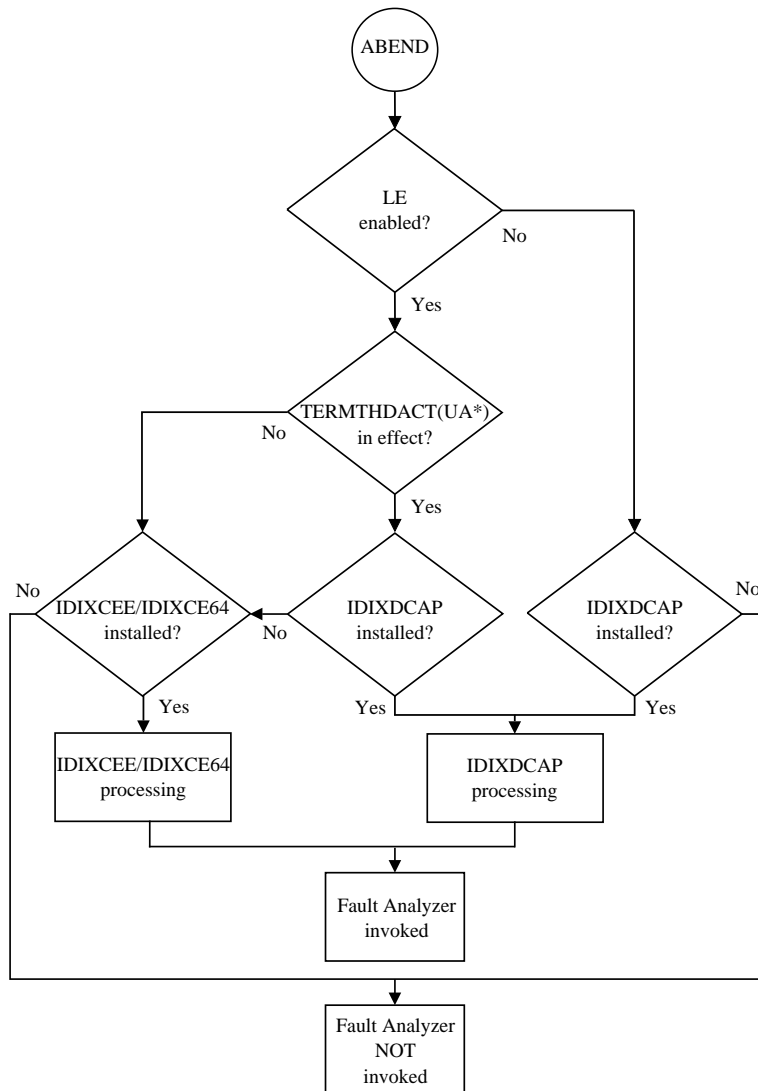 ABEND
LE
enabled?
No
Yes
TERMTHDACT(UA*)
in effect?
No
Yes
No
IDIXCEE/IDIXCE64
installed?
No
IDIXDCAP
installed?
IDIXDCAP
installed?
No
Yes
Yes
Yes
IDIXCEE/IDIXCE64
processing
IDIXDCAP
processing
Fault Analyzer
invoked
Fault Analyzer
NOT
invoked